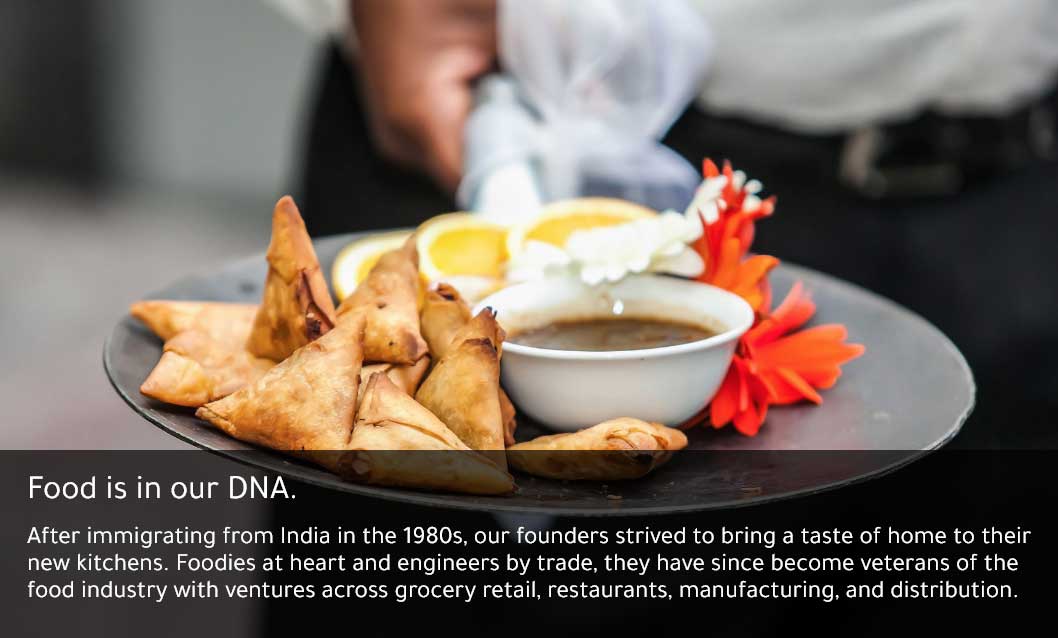 Food is in our DNA.
After immigrating from India in the 1980s, our founders strived to bring a taste of home to their
new kitchens. Foodies at heart and engineers by trade, they have since become veterans of the
food industry with ventures across grocery retail, restaurants, manufacturing, and distribution.